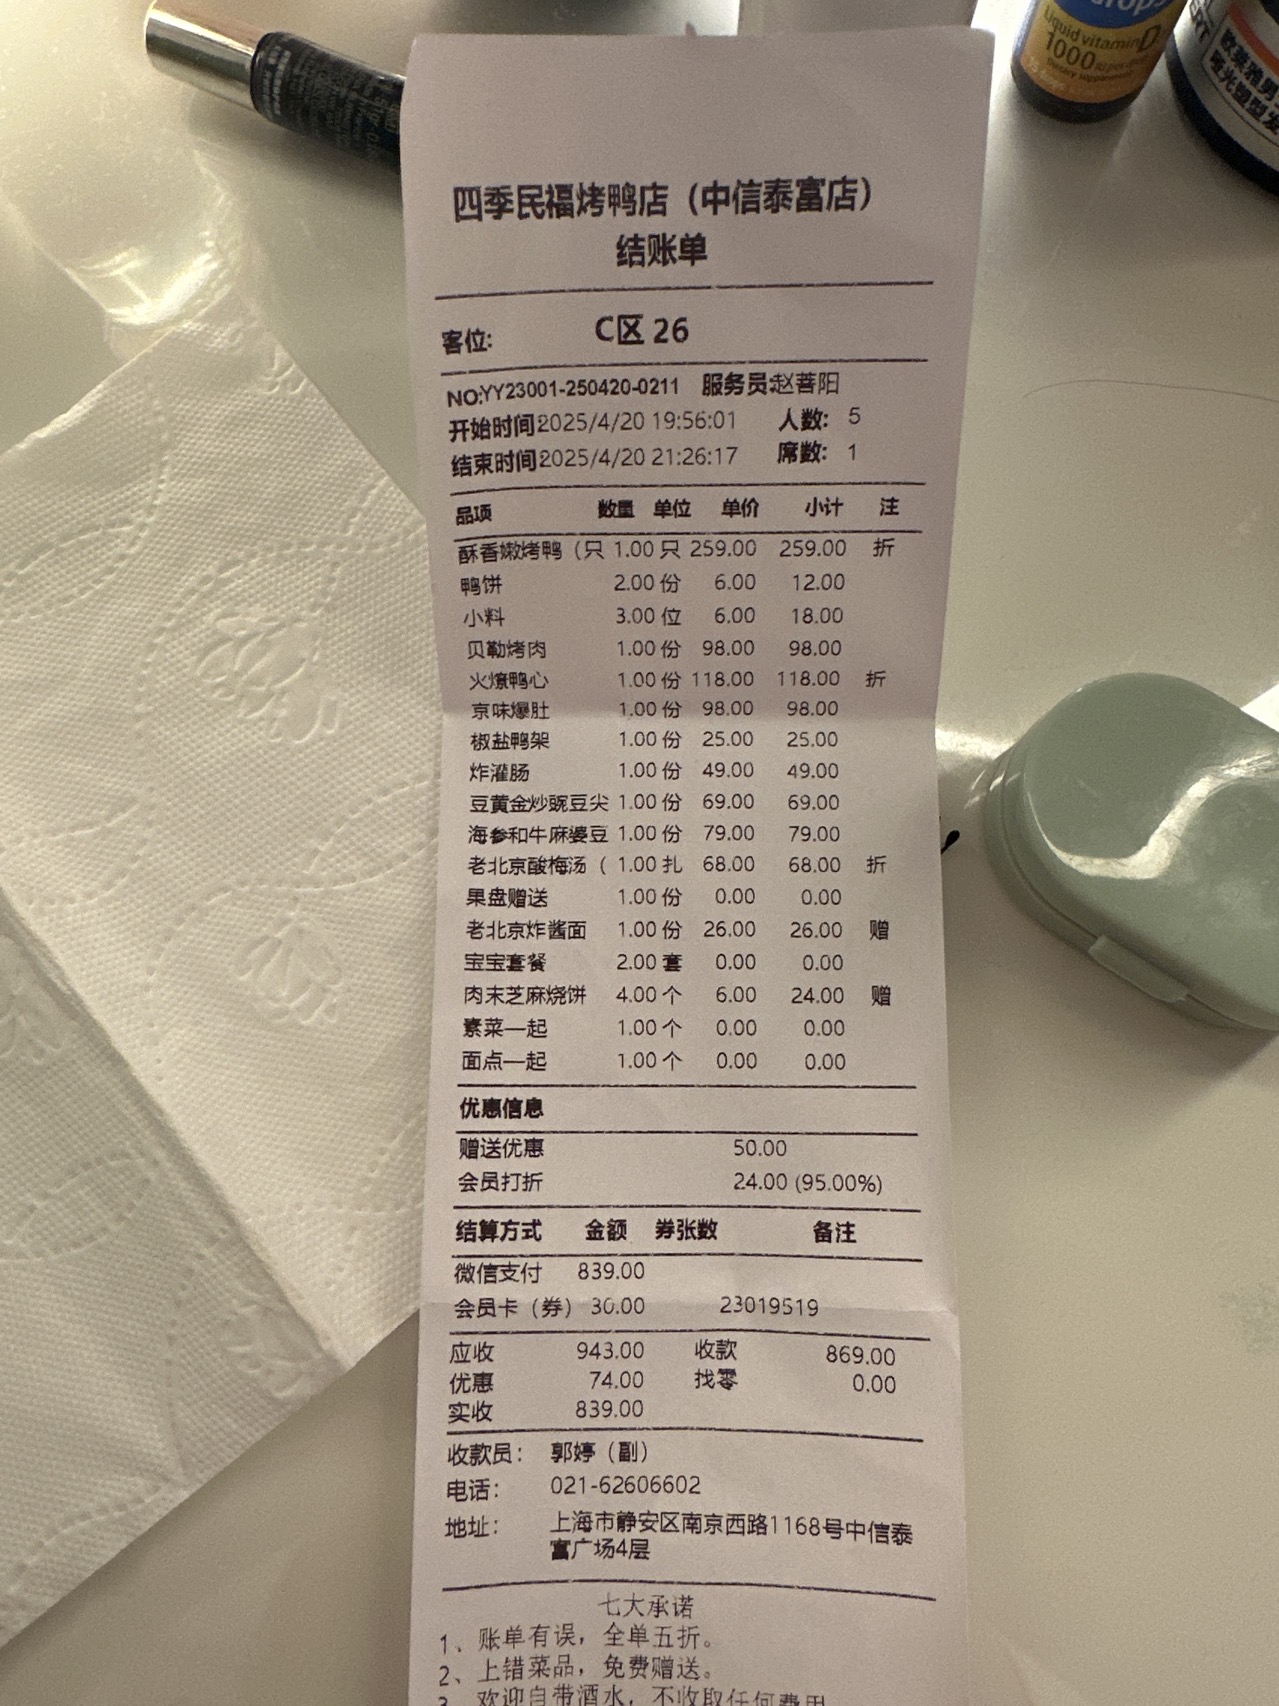 rops
Liquid vitamin D
1000
Dietary supplement
欧莱雅男
哑光塑型发
四季民福烤鸭店（中信泰富店）
结账单
客位: C区 26
NO:YY23001-250420-0211 服务员:赵菩阳
开始时间2025/4/20 19:56:01 人数: 5
结束时间2025/4/20 21:26:17 席数: 1
品项 数量 单位 单价 小计 注
酥香嫩烤鸭（只 1.00 只 259.00 259.00 折
鸭饼 2.00 份 6.00 12.00
小料 3.00 位 6.00 18.00
贝勒烤肉 1.00 份 98.00 98.00
火燎鸭心 1.00 份 118.00 118.00 折
京味爆肚 1.00 份 98.00 98.00
椒盐鸭架 1.00 份 25.00 25.00
炸灌肠 1.00 份 49.00 49.00
豆黄金炒豌豆尖 1.00 份 69.00 69.00
海参和牛麻婆豆 1.00 份 79.00 79.00
老北京酸梅汤（ 1.00 扎 68.00 68.00 折
果盘赠送 1.00 份 0.00 0.00
老北京炸酱面 1.00 份 26.00 26.00 赠
宝宝套餐 2.00 套 0.00 0.00
肉末芝麻烧饼 4.00 个 6.00 24.00 赠
素菜一起 1.00 个 0.00 0.00
面点一起 1.00 个 0.00 0.00
优惠信息
赠送优惠 50.00
会员打折 24.00 (95.00%)
结算方式 金额 券张数 备注
微信支付 839.00
会员卡（券） 30.00 23019519
应收 943.00 收款 869.00
优惠 74.00 找零 0.00
实收 839.00
收款员: 郭婷（副）
电话: 021-62606602
地址: 上海市静安区南京西路1168号中信泰
富广场4层
七大承诺
1、账单有误，全单五折。
2、上错菜品，免费赠送。
3、欢迎自带酒水，不收取任何费用